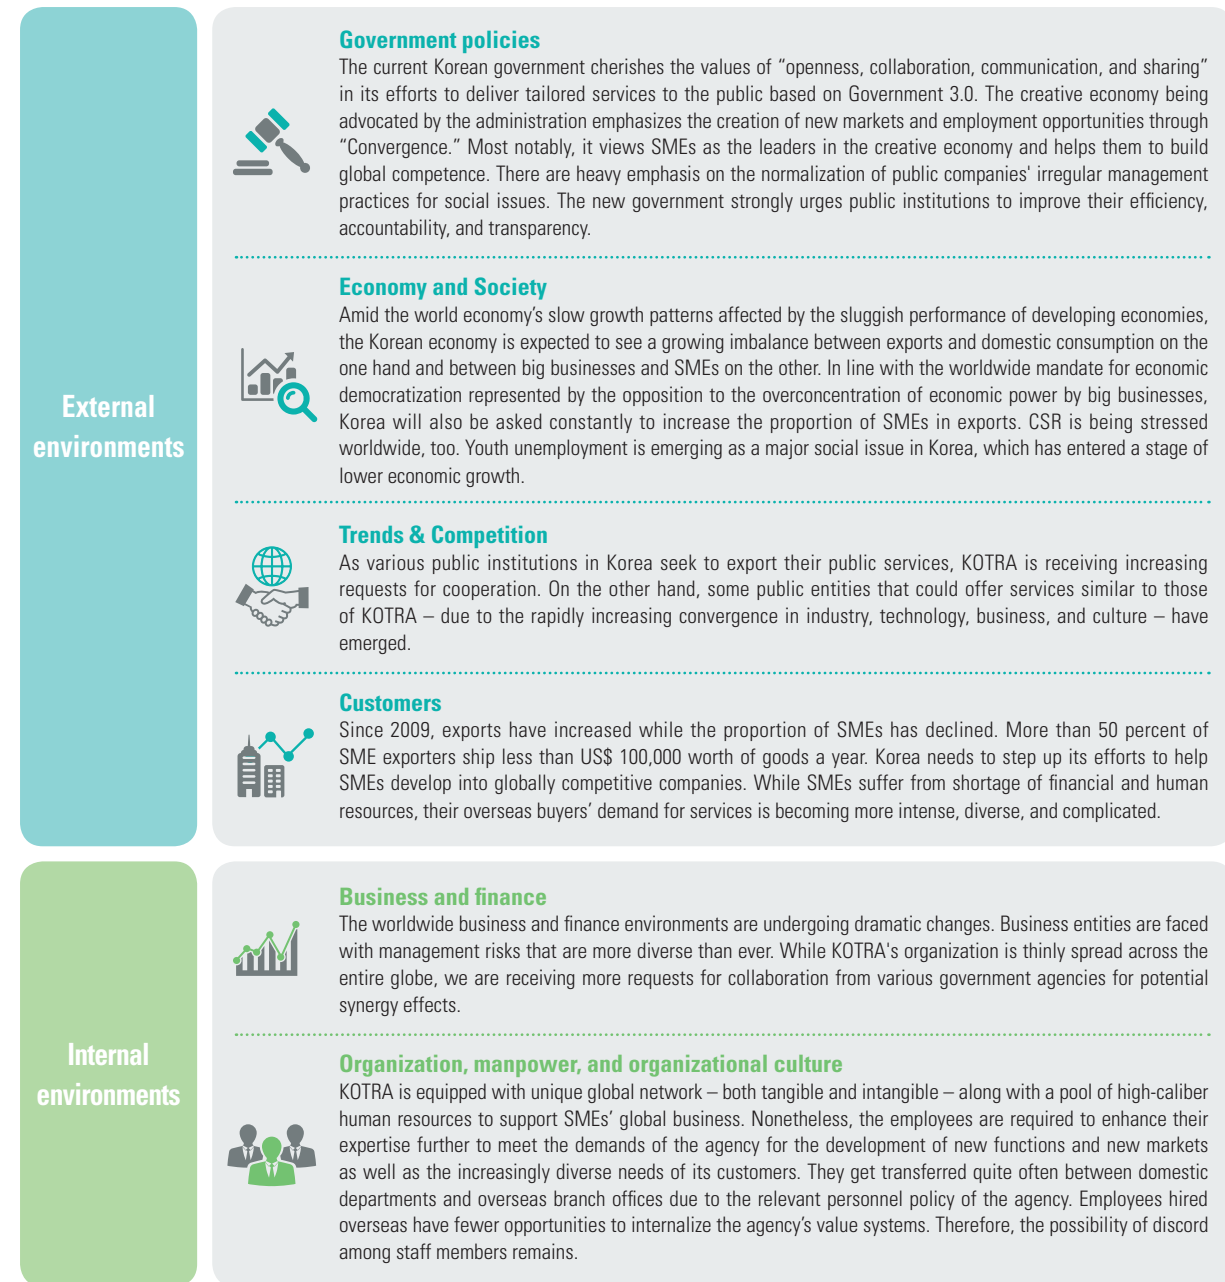 External
environments
Government policies
The current Korean government cherishes the values of “openness, collaboration, communication, and sharing”
in its efforts to deliver tailored services to the public based on Government 3.0. The creative economy being
advocated by the administration emphasizes the creation of new markets and employment opportunities through
“Convergence.” Most notably, it views SMEs as the leaders in the creative economy and helps them to build
global competence. There are heavy emphasis on the normalization of public companies' irregular management
practices for social issues. The new government strongly urges public institutions to improve their efficiency,
accountability, and transparency.
Economy and Society
Amid the world economy’s slow growth patterns affected by the sluggish performance of developing economies,
the Korean economy is expected to see a growing imbalance between exports and domestic consumption on the
one hand and between big businesses and SMEs on the other. In line with the worldwide mandate for economic
democratization represented by the opposition to the overconcentration of economic power by big businesses,
Korea will also be asked constantly to increase the proportion of SMEs in exports. CSR is being stressed
worldwide, too. Youth unemployment is emerging as a major social issue in Korea, which has entered a stage of
lower economic growth.
Trends & Competition
As various public institutions in Korea seek to export their public services, KOTRA is receiving increasing
requests for cooperation. On the other hand, some public entities that could offer services similar to those
of KOTRA – due to the rapidly increasing convergence in industry, technology, business, and culture – have
emerged.
Customers
Since 2009, exports have increased while the proportion of SMEs has declined. More than 50 percent of
SME exporters ship less than US$ 100,000 worth of goods a year. Korea needs to step up its efforts to help
SMEs develop into globally competitive companies. While SMEs suffer from shortage of financial and human
resources, their overseas buyers’ demand for services is becoming more intense, diverse, and complicated.
Internal
environments
Business and finance
The worldwide business and finance environments are undergoing dramatic changes. Business entities are faced
with management risks that are more diverse than ever. While KOTRA's organization is thinly spread across the
entire globe, we are receiving more requests for collaboration from various government agencies for potential
synergy effects.
Organization, manpower, and organizational culture
KOTRA is equipped with unique global network – both tangible and intangible – along with a pool of high-caliber
human resources to support SMEs’ global business. Nonetheless, the employees are required to enhance their
expertise further to meet the demands of the agency for the development of new functions and new markets
as well as the increasingly diverse needs of its customers. They get transferred quite often between domestic
departments and overseas branch offices due to the relevant personnel policy of the agency. Employees hired
overseas have fewer opportunities to internalize the agency’s value systems. Therefore, the possibility of discord
among staff members remains.